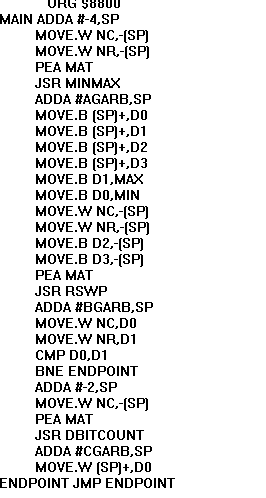 ORG $8800
MAIN ADDA #-4,SP
MOVE.W NC,-(SP)
MOVE.W NR,-(SP)
PEA MAT
JSR MINMAX
ADDA #AGARB,SP
MOVE.B (SP)+,D0
MOVE.B (SP)+,D1
MOVE.B (SP)+,D2
MOVE.B (SP)+,D3
MOVE.B D1,MAX
MOVE.B D0,MIN
MOVE.W NC,-(SP)
MOVE.W NR,-(SP)
MOVE.B D2,-(SP)
MOVE.B D3,-(SP)
PEA MAT
JSR RSWP
ADDA #BGARB,SP
MOVE.W NC,D0
MOVE.W NR,D1
CMP D0,D1
BNE ENDPOINT
ADDA #-2,SP
MOVE.W NC,-(SP)
PEA MAT
JSR DBITCOUNT
ADDA #CGARB,SP
MOVE.W (SP)+,D0
ENDPOINT JMP ENDPOINT